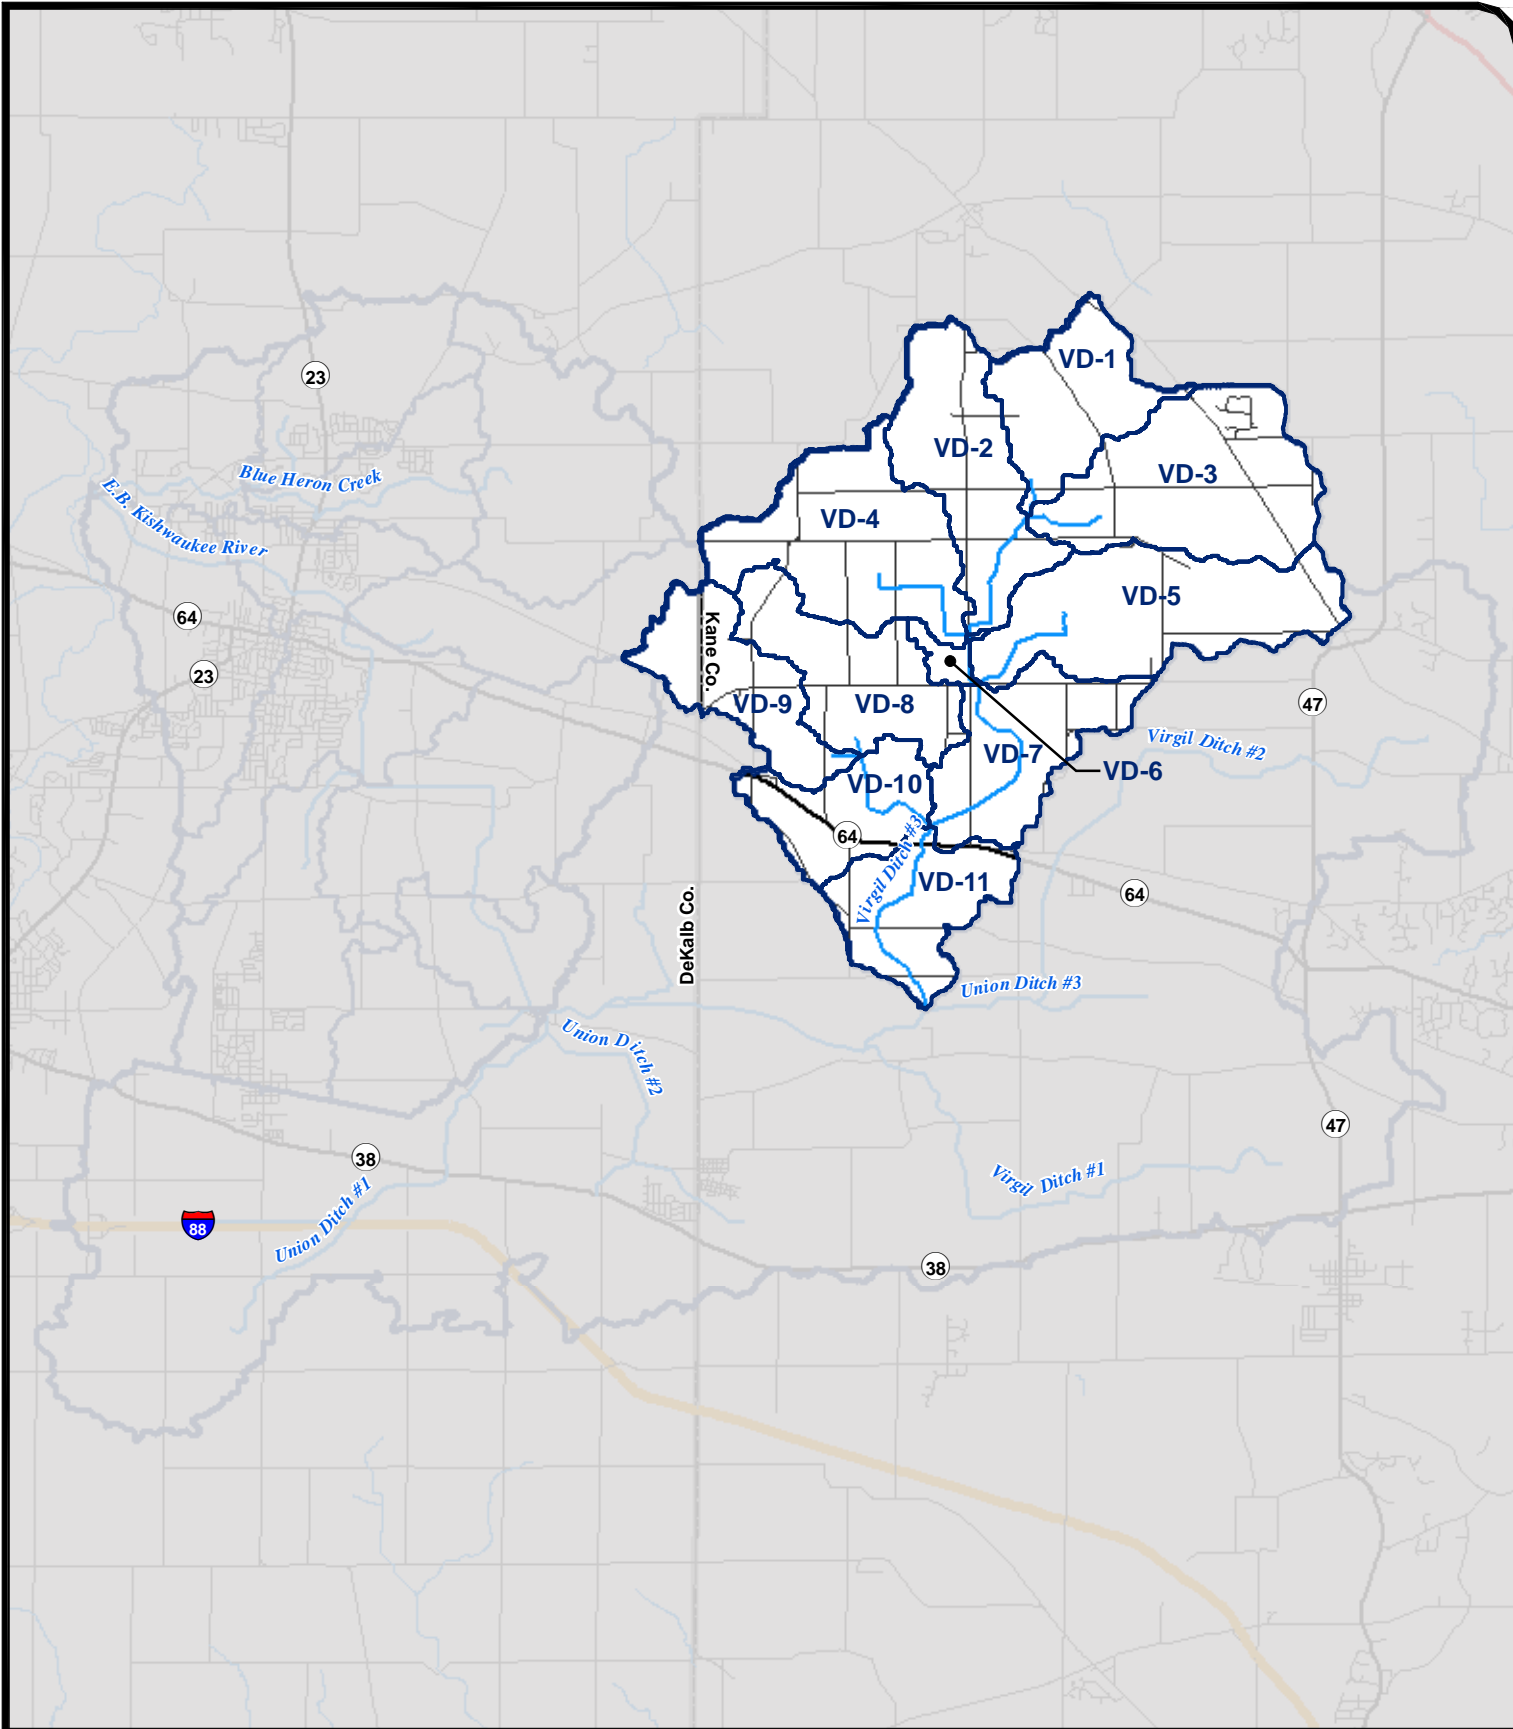 VD-1
23
VD-2
VD-3
Blue Heron Creek
E.B. Kishwaukee River
VD-4
VD-5
64
Kane Co.
23
VD-9
VD-8
47
Virgil Ditch #2
VD-7
VD-6
VD-10
64
Virgil Ditch #3
VD-11
64
DeKalb Co.
Union Ditch #3
Union Ditch #2
47
38
Virgil Ditch #1
Union Ditch #1
88
38